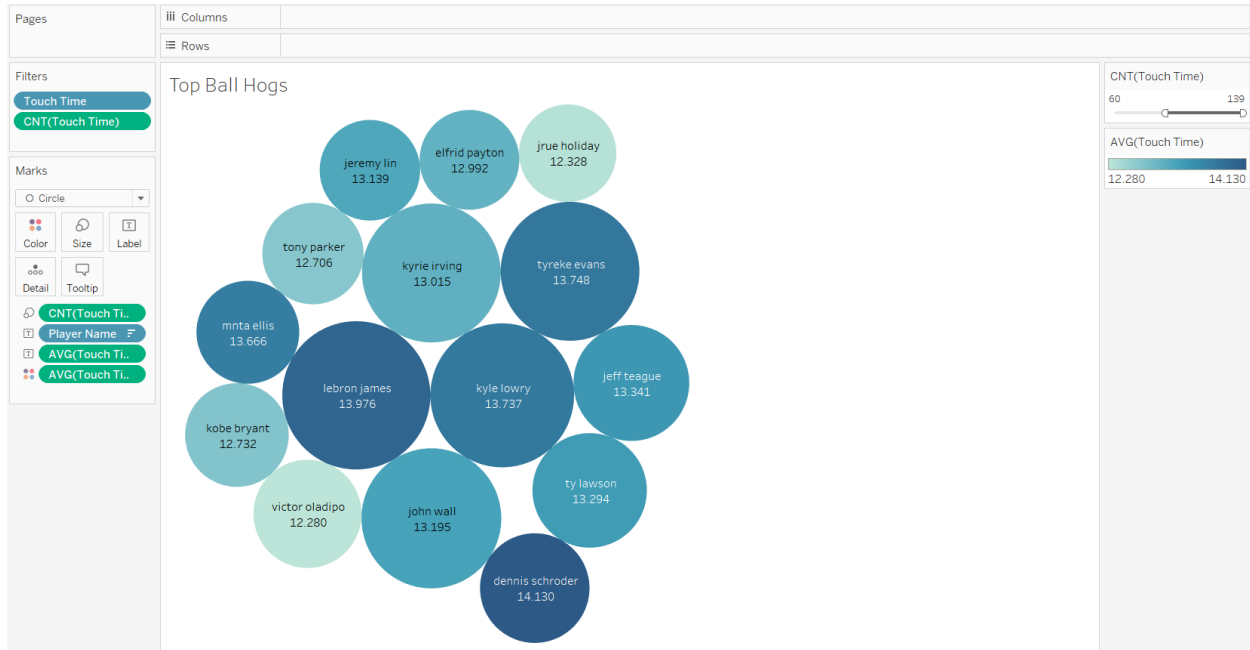 Pages
Columns
Rows
Filters
Touch Time
CNT(Touch Time)
Marks
Circle
Color
Size
Label
Detail
Tooltip
CNT(Touch Ti..
Player Name
AVG(Touch Ti..
AVG(Touch Ti..
Top Ball Hogs
jeremy lin
13.139
elfrid payton
12.992
jrue holiday
12.328
tony parker
12.706
kyrie irving
13.015
tyreke evans
13.748
mnta ellis
13.666
lebron james
13.976
kyle lowry
13.737
jeff teague
13.341
kobe bryant
12.732
victor oladipo
12.280
john wall
13.195
ty lawson
13.294
dennis schroder
14.130
CNT(Touch Time)
60 139
AVG(Touch Time)
12.280 14.130